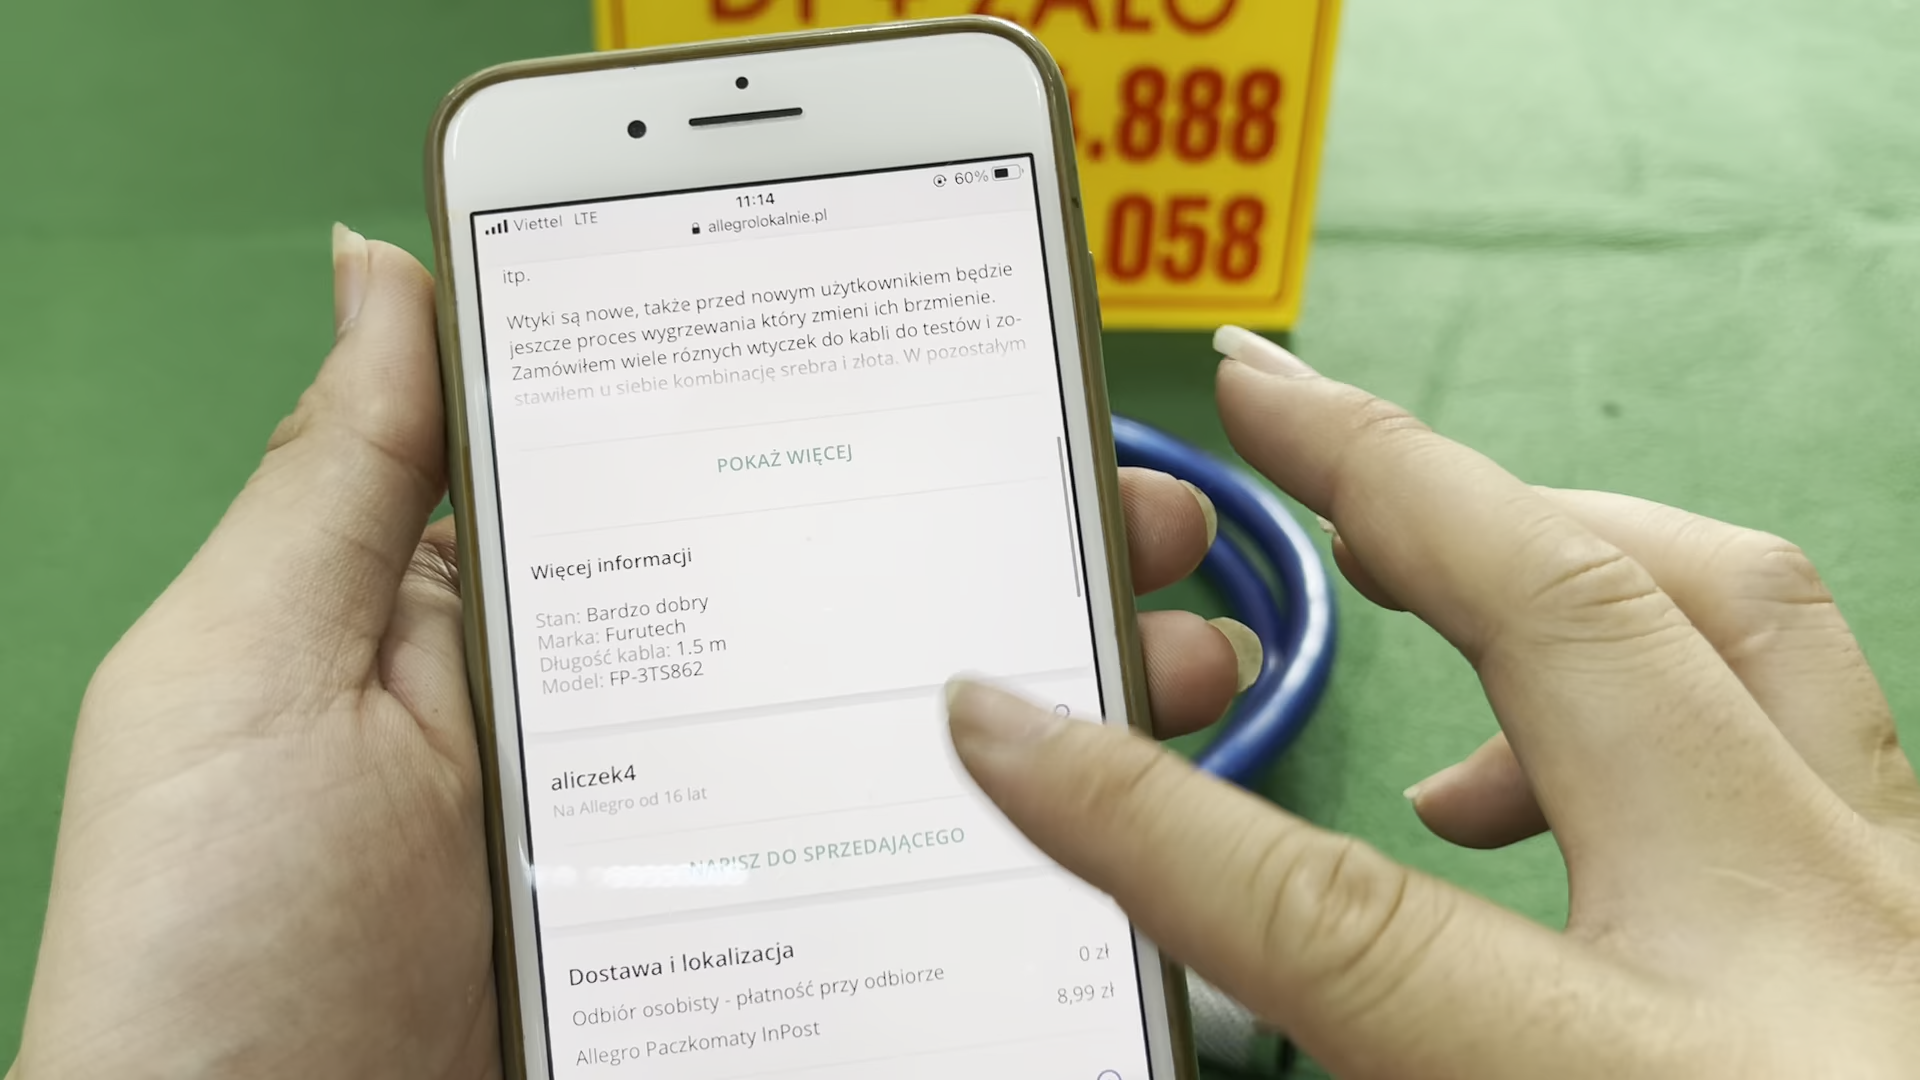 ĐT + ZALO
.888
058
Viettel LTE
11:14
60%
allegrolokalnie.pl
itp.
Wtyki są nowe, także przed nowym użytkownikiem będzie
jeszcze proces wygrzewania który zmieni ich brzmienie.
Zamówiłem wiele róznych wtyczek do kabli do testów i zo-
stawiłem u siebie kombinację srebra i złota. W pozostałym
POKAŻ WIĘCEJ
Więcej informacji
Stan: Bardzo dobry
Marka: Furutech
Długość kabla: 1.5 m
Model: FP-3TS862
aliczek4
Na Allegro od 16 lat
NAPISZ DO SPRZEDAJĄCEGO
Dostawa i lokalizacja
Odbiór osobisty - płatność przy odbiorze 0 zł
Allegro Paczkomaty InPost 8,99 zł